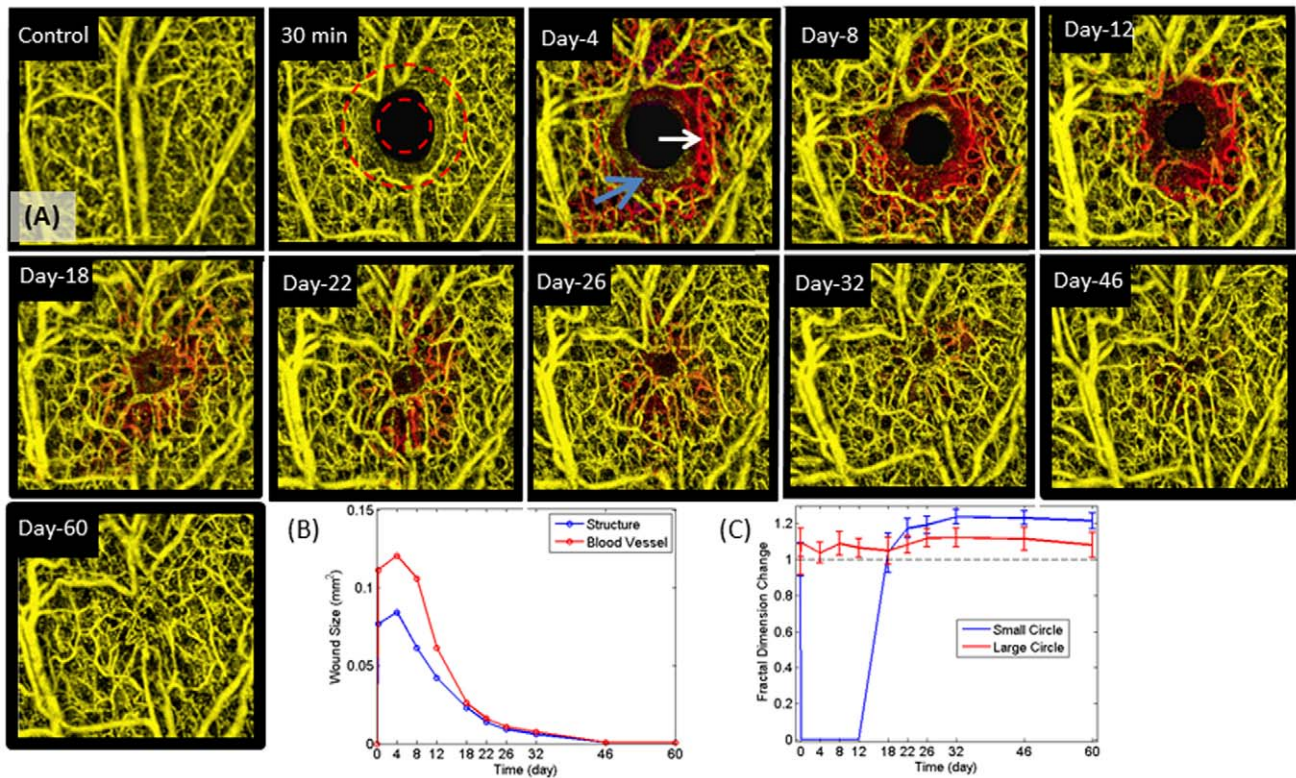 Control
30 min
Day-4
Day-8
Day-12
(A)
Day-18
Day-22
Day-26
Day-32
Day-46
Day-60
(B)
0.15
0.1
0.05
0
Wound Size (mm²)
Structure
Blood Vessel
0 4 8 12 18 22 26 32 46 60
Time (day)
(C)
1.2
1
0.8
0.6
0.4
0.2
0
Fractal Dimension Change
Small Circle
Large Circle
0 4 8 12 18 22 26 32 46 60
Time (day)